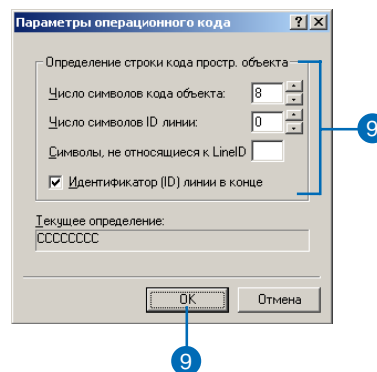 Параметры операционного кода
Определение строки кода простр. объекта
Число символов кода объекта: 8
Число символов ID линии: 0
Символы, не относящиеся к LineID
Идентификатор (ID) линии в конце
9
Текущее определение:
CCCCCCCC
OK Отмена
9